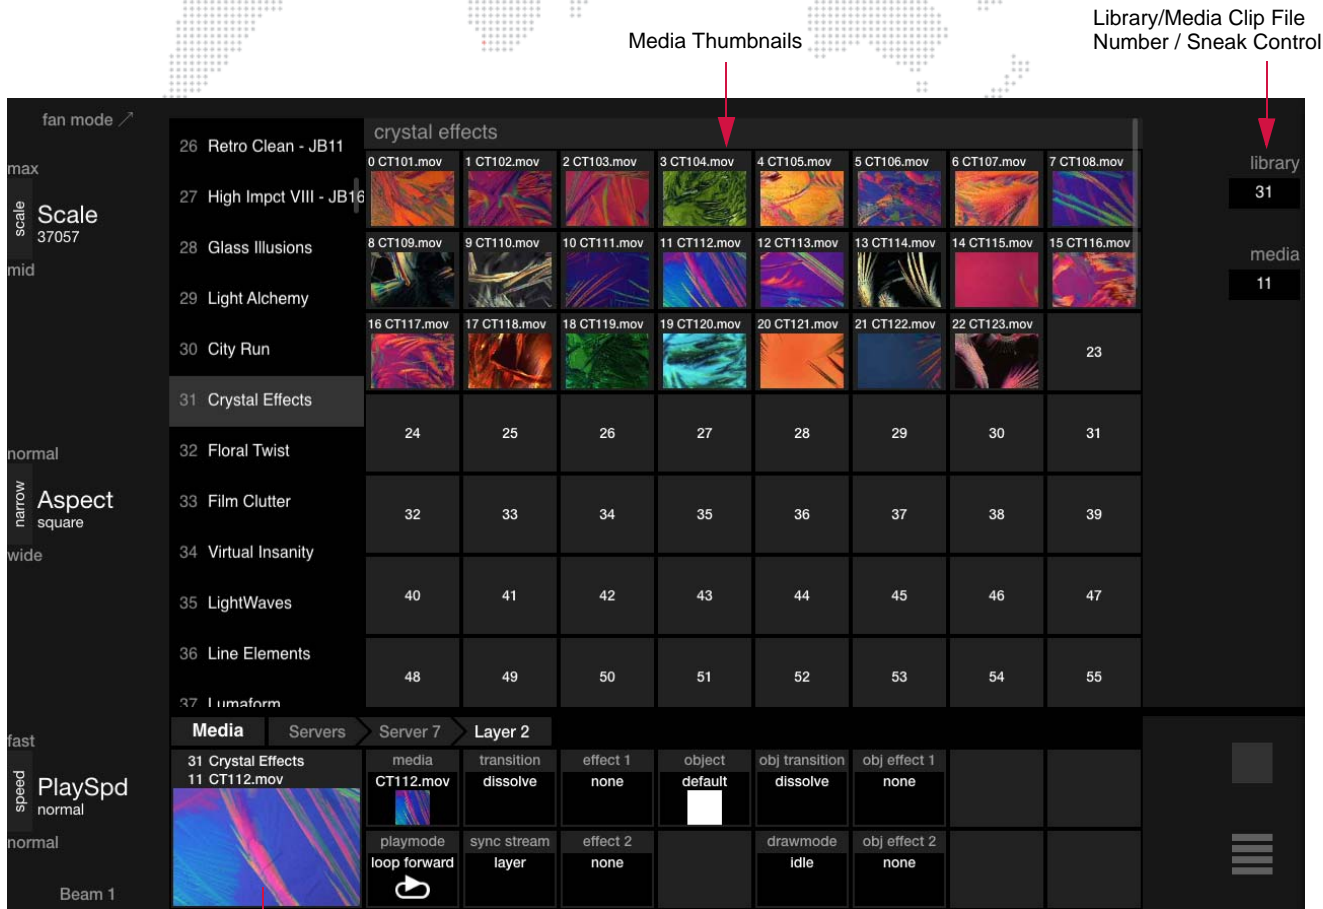 Media Thumbnails
Library/Media Clip File
Number / Sneak Control
fan mode
max
scale
Scale
37057
mid
normal
narrow
Aspect
square
wide
fast
speed
PlaySpd
normal
normal
Beam 1
26 Retro Clean - JB11
27 High Impct VIII - JB16
28 Glass Illusions
29 Light Alchemy
30 City Run
31 Crystal Effects
32 Floral Twist
33 Film Clutter
34 Virtual Insanity
35 LightWaves
36 Line Elements
37 Lumaform
crystal effects
0 CT101.mov 1 CT102.mov 2 CT103.mov 3 CT104.mov 4 CT105.mov 5 CT106.mov 6 CT107.mov 7 CT108.mov
8 CT109.mov 9 CT110.mov 10 CT111.mov 11 CT112.mov 12 CT113.mov 13 CT114.mov 14 CT115.mov 15 CT116.mov
16 CT117.mov 17 CT118.mov 18 CT119.mov 19 CT120.mov 20 CT121.mov 21 CT122.mov 22 CT123.mov 23
24 25 26 27 28 29 30 31
32 33 34 35 36 37 38 39
40 41 42 43 44 45 46 47
48 49 50 51 52 53 54 55
library
31
media
11
Media Servers Server 7 Layer 2
31 Crystal Effects
11 CT112.mov
media transition effect 1 object obj transition obj effect 1
CT112.mov dissolve none default dissolve none
playmode sync stream effect 2 drawmode obj effect 2
loop forward layer none idle none